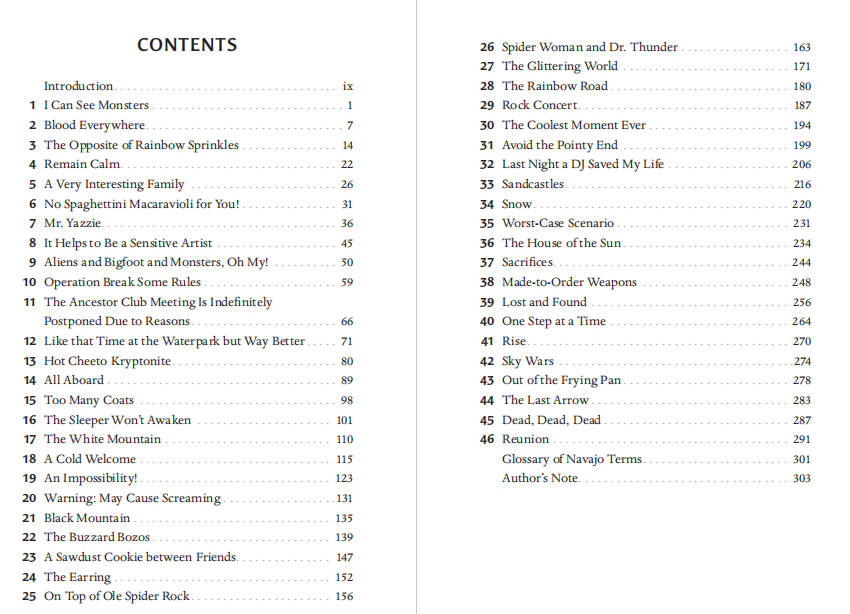 CONTENTS
Introduction. . . . . . . . . . . . . . . . . . . . . . . . . . . . . . . . . ix
1 I Can See Monsters . . . . . . . . . . . . . . . . . . . . . . . . . . . . 1
2 Blood Everywhere. . . . . . . . . . . . . . . . . . . . . . . . . . . . . 7
3 The Opposite of Rainbow Sprinkles . . . . . . . . . . . . . . . 14
4 Remain Calm. . . . . . . . . . . . . . . . . . . . . . . . . . . . . . . . 22
5 A Very Interesting Family . . . . . . . . . . . . . . . . . . . . . . 26
6 No Spaghettini Macaravioli for You! . . . . . . . . . . . . . . . 31
7 Mr. Yazzie. . . . . . . . . . . . . . . . . . . . . . . . . . . . . . . . . . . 36
8 It Helps to Be a Sensitive Artist . . . . . . . . . . . . . . . . . . 45
9 Aliens and Bigfoot and Monsters, Oh My! . . . . . . . . . . 50
10 Operation Break Some Rules . . . . . . . . . . . . . . . . . . . . 59
11 The Ancestor Club Meeting Is Indefinitely
Postponed Due to Reasons. . . . . . . . . . . . . . . . . . . . . . 66
12 Like that Time at the Waterpark but Way Better . . . . . 71
13 Hot Cheeto Kryptonite. . . . . . . . . . . . . . . . . . . . . . . . . 80
14 All Aboard . . . . . . . . . . . . . . . . . . . . . . . . . . . . . . . . . . 89
15 Too Many Coats . . . . . . . . . . . . . . . . . . . . . . . . . . . . . . 98
16 The Sleeper Won't Awaken . . . . . . . . . . . . . . . . . . . . . 101
17 The White Mountain . . . . . . . . . . . . . . . . . . . . . . . . . 110
18 A Cold Welcome . . . . . . . . . . . . . . . . . . . . . . . . . . . . . 115
19 An Impossibility! . . . . . . . . . . . . . . . . . . . . . . . . . . . . . 123
20 Warning: May Cause Screaming . . . . . . . . . . . . . . . . .131
21 Black Mountain . . . . . . . . . . . . . . . . . . . . . . . . . . . . . . 135
22 The Buzzard Bozos . . . . . . . . . . . . . . . . . . . . . . . . . . . 139
23 A Sawdust Cookie between Friends. . . . . . . . . . . . . . . 147
24 The Earring . . . . . . . . . . . . . . . . . . . . . . . . . . . . . . . . . 152
25 On Top of Ole Spider Rock. . . . . . . . . . . . . . . . . . . . . . 156
26 Spider Woman and Dr. Thunder . . . . . . . . . . . . . . . . 163
27 The Glittering World . . . . . . . . . . . . . . . . . . . . . . . . . 171
28 The Rainbow Road . . . . . . . . . . . . . . . . . . . . . . . . . . . 180
29 Rock Concert. . . . . . . . . . . . . . . . . . . . . . . . . . . . . . . . 187
30 The Coolest Moment Ever . . . . . . . . . . . . . . . . . . . . . 194
31 Avoid the Pointy End . . . . . . . . . . . . . . . . . . . . . . . . . 199
32 Last Night a DJ Saved My Life . . . . . . . . . . . . . . . . . . 206
33 Sandcastles. . . . . . . . . . . . . . . . . . . . . . . . . . . . . . . . . 216
34 Snow. . . . . . . . . . . . . . . . . . . . . . . . . . . . . . . . . . . . . . 220
35 Worst-Case Scenario . . . . . . . . . . . . . . . . . . . . . . . . . 231
36 The House of the Sun . . . . . . . . . . . . . . . . . . . . . . . . . 234
37 Sacrifices. . . . . . . . . . . . . . . . . . . . . . . . . . . . . . . . . . . 244
38 Made-to-Order Weapons . . . . . . . . . . . . . . . . . . . . . . 248
39 Lost and Found . . . . . . . . . . . . . . . . . . . . . . . . . . . . . 256
40 One Step at a Time . . . . . . . . . . . . . . . . . . . . . . . . . . . 264
41 Rise. . . . . . . . . . . . . . . . . . . . . . . . . . . . . . . . . . . . . . . 270
42 Sky Wars . . . . . . . . . . . . . . . . . . . . . . . . . . . . . . . . . . 274
43 Out of the Frying Pan . . . . . . . . . . . . . . . . . . . . . . . . . 278
44 The Last Arrow . . . . . . . . . . . . . . . . . . . . . . . . . . . . . . 283
45 Dead, Dead, Dead . . . . . . . . . . . . . . . . . . . . . . . . . . . . 287
46 Reunion . . . . . . . . . . . . . . . . . . . . . . . . . . . . . . . . . . . 291
Glossary of Navajo Terms. . . . . . . . . . . . . . . . . . . . . . 301
Author's Note. . . . . . . . . . . . . . . . . . . . . . . . . . . . . . . 303